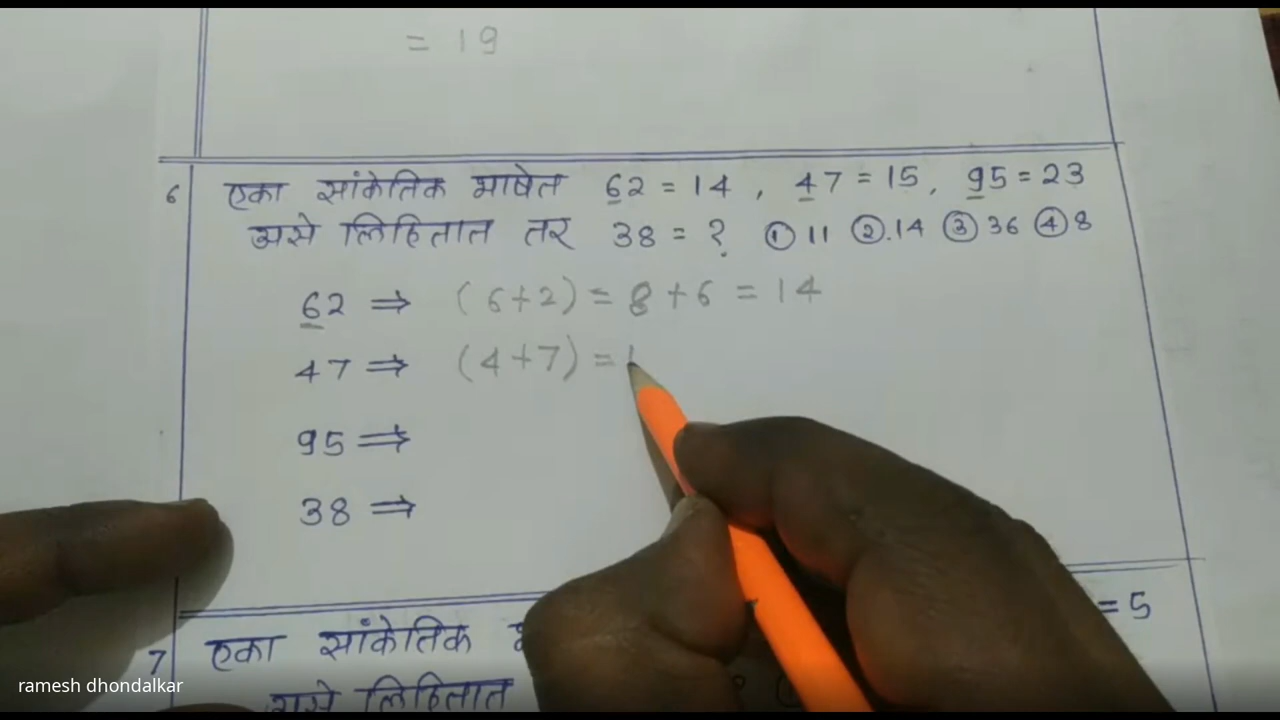 = 19
6 एका सांकेतिक भाषेत 62 = 14 , 47 = 15, 95 = 23
असे लिहितात तर 38 = ? ① 11 ② 14 ③ 36 ④ 8
62 ⇒ (6+2) = 8 + 6 = 14
47 ⇒ (4+7) = 1
95 ⇒
38 ⇒
7 एका सांकेतिक = 5
असे लिहितात
ramesh dhondalkar